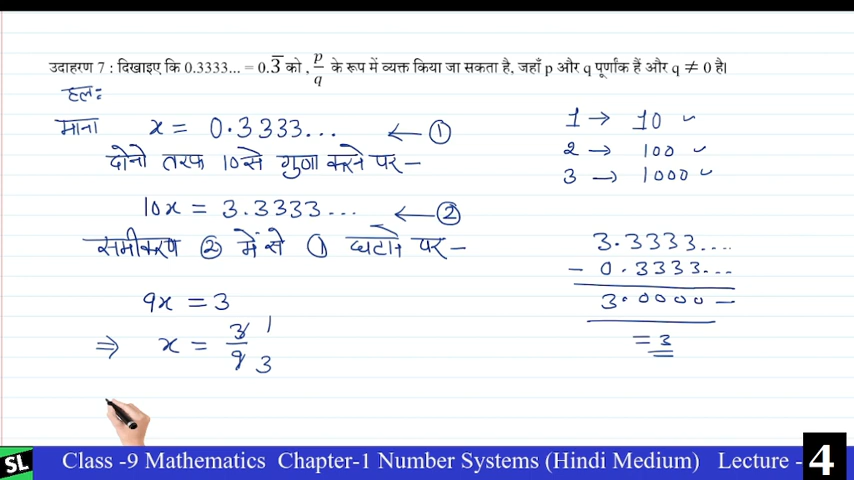 उदाहरण 7 : दिखाइए कि 0.3333... = 0.3̅ को , p/q के रूप में व्यक्त किया जा सकता है, जहाँ p और q पूर्णांक हैं और q ≠ 0 है।
हल:
माना x = 0.3333... ← ①
दोनो तरफ 10 से गुणा करने पर –
10x = 3.3333... ← ②
समीकरण ② में से ① घटाने पर –
9x = 3
⇒ x = 3/9 1 3
1 → 10 ✓
2 → 100 ✓
3 → 1000 ✓
3.3333....
– 0.3333...
3.0000 –
= 3
SL Class -9 Mathematics Chapter-1 Number Systems (Hindi Medium) Lecture - 4